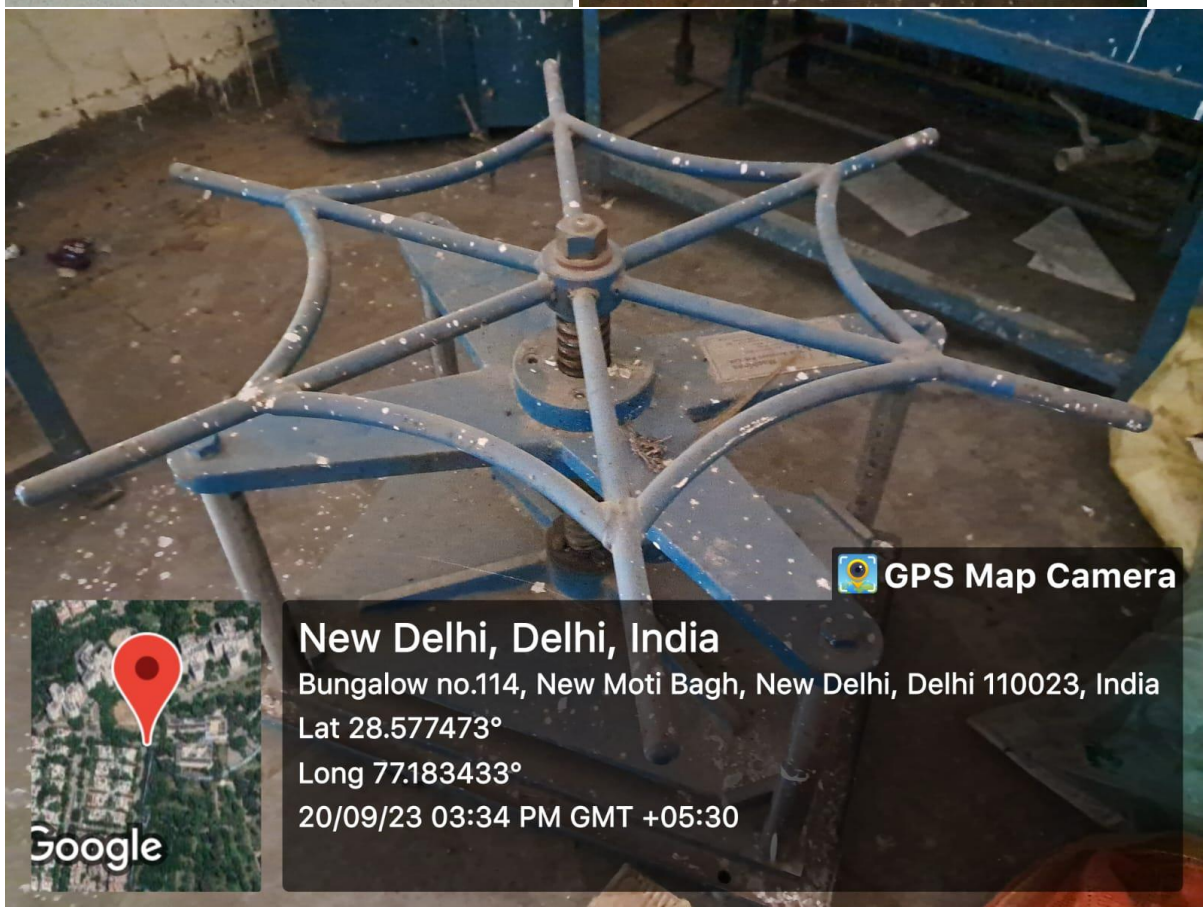 GPS Map Camera
New Delhi, Delhi, India
Bungalow no.114, New Moti Bagh, New Delhi, Delhi 110023, India
Lat 28.577473°
Long 77.183433°
20/09/23 03:34 PM GMT +05:30
Google